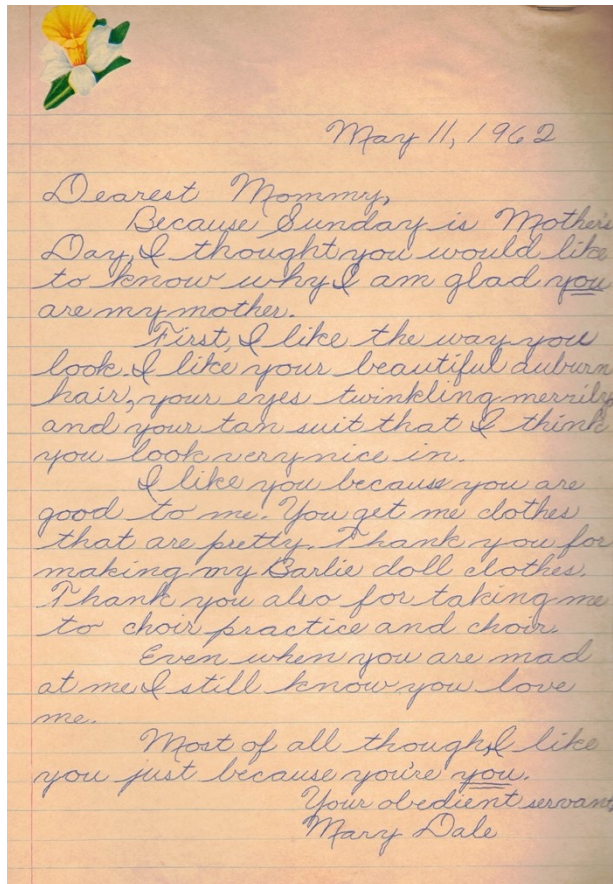 May 11, 1962
Dearest Mommy,
Because Sunday is Mothers
Day, I thought you would like
to know why I am glad you
are my mother.
First, I like the way you
look. I like your beautiful auburn
hair, your eyes twinkling merrily,
and your tan suit that I think
you look very nice in.
I like you because you are
good to me. You get me clothes
that are pretty. Thank you for
making my Barbie doll clothes.
Thank you also for taking me
to choir practice and choir.
Even when you are mad
at me I still know you love
me.
Most of all though, I like
you just because you're you.
Your obedient servant,
Mary Dale